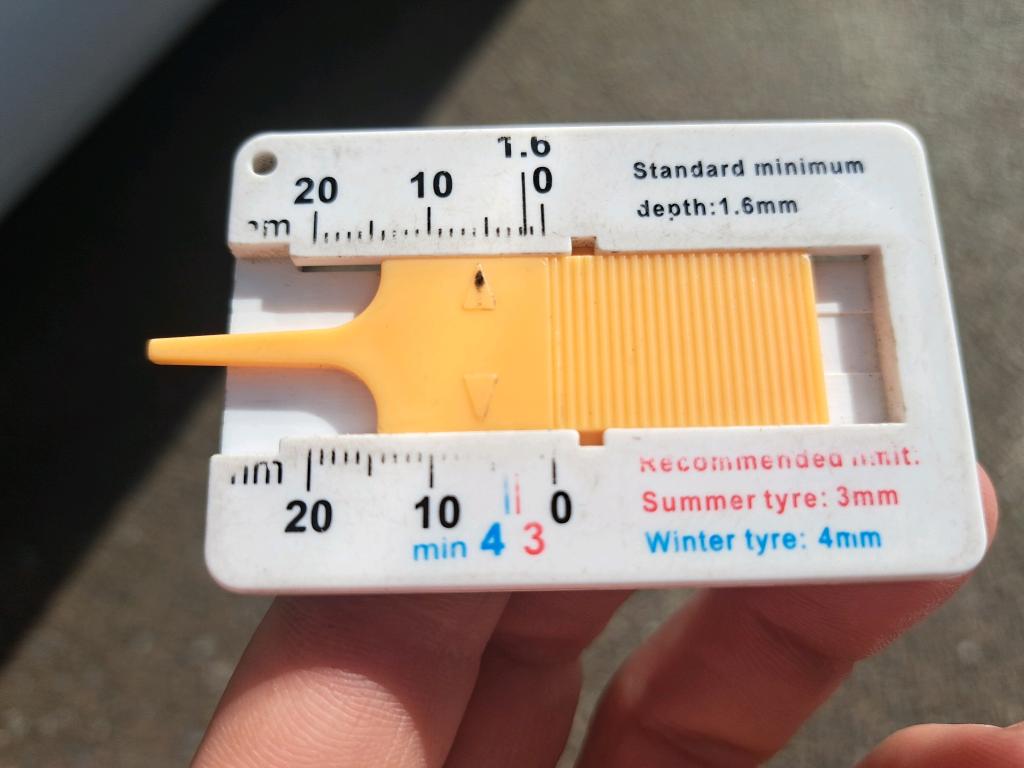 1.6
20 10 0
mm
Standard minimum
depth:1.6mm
mm
20 10 0
min 4 3
Recommended limit:
Summer tyre: 3mm
Winter tyre: 4mm